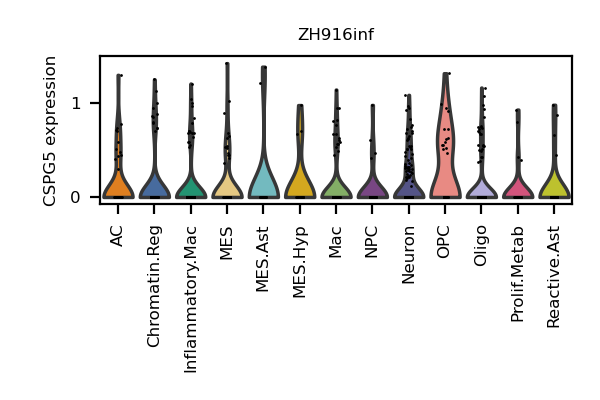 ZH916inf
CSPG5 expression
1
0
AC
Chromatin.Reg
Inflammatory.Mac
MES
MES.Ast
MES.Hyp
Mac
NPC
Neuron
OPC
Oligo
Prolif.Metab
Reactive.Ast